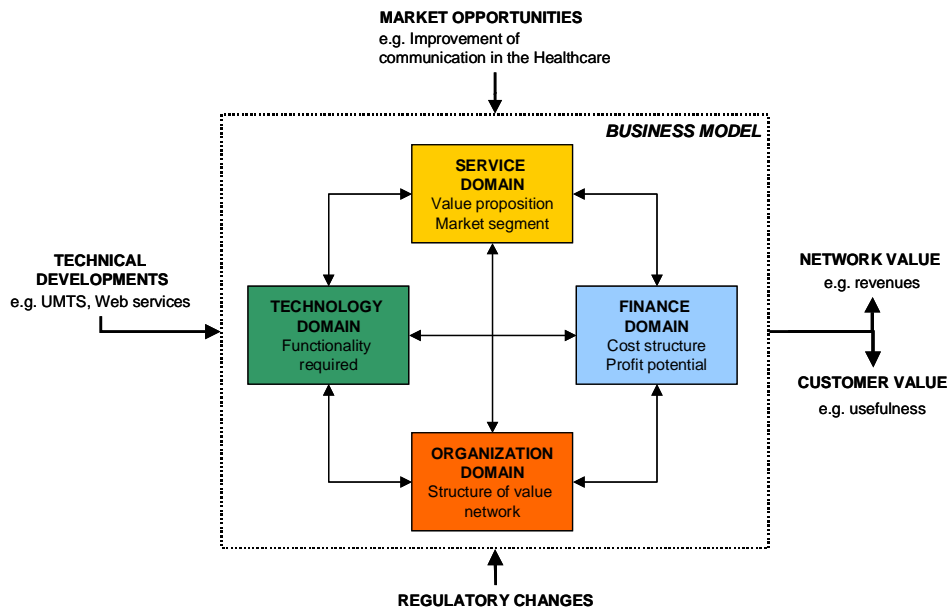 MARKET OPPORTUNITIES
e.g. Improvement of
communication in the Healthcare
BUSINESS MODEL
SERVICE
DOMAIN
Value proposition
Market segment
TECHNICAL
DEVELOPMENTS
e.g. UMTS, Web services
TECHNOLOGY
DOMAIN
Functionality
required
FINANCE
DOMAIN
Cost structure
Profit potential
NETWORK VALUE
e.g. revenues
CUSTOMER VALUE
e.g. usefulness
ORGANIZATION
DOMAIN
Structure of value
network
REGULATORY CHANGES